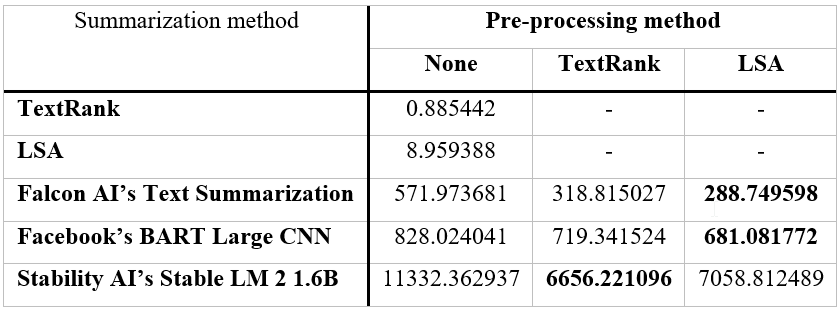 Summarization method Pre-processing method
None TextRank LSA
TextRank 0.885442 - -
LSA 8.959388 - -
Falcon AI’s Text Summarization 571.973681 318.815027 288.749598
Facebook’s BART Large CNN 828.024041 719.341524 681.081772
Stability AI’s Stable LM 2 1.6B 11332.362937 6656.221096 7058.812489